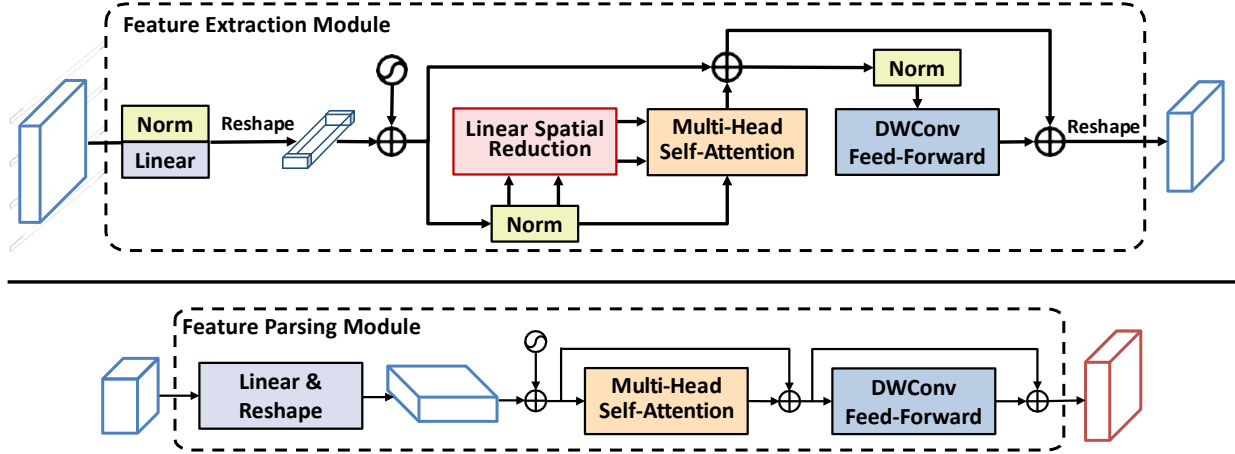 Feature Extraction Module
Norm
Linear
Reshape
Linear Spatial
Reduction
Norm
Multi-Head
Self-Attention
Norm
DWConv
Feed-Forward
Reshape
Feature Parsing Module
Linear &
Reshape
Multi-Head
Self-Attention
DWConv
Feed-Forward